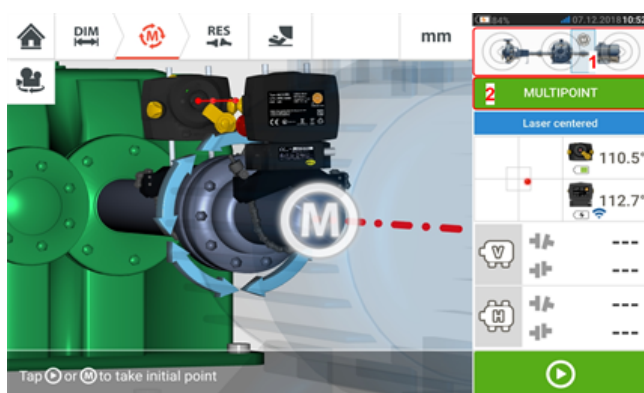 84% 07.12.2018 10:52
DIM
M
RES
mm
1
2 MULTIPOINT
Laser centered
110.5°
112.7°
M
V
---
---
H
---
---
Tap or M to take initial point